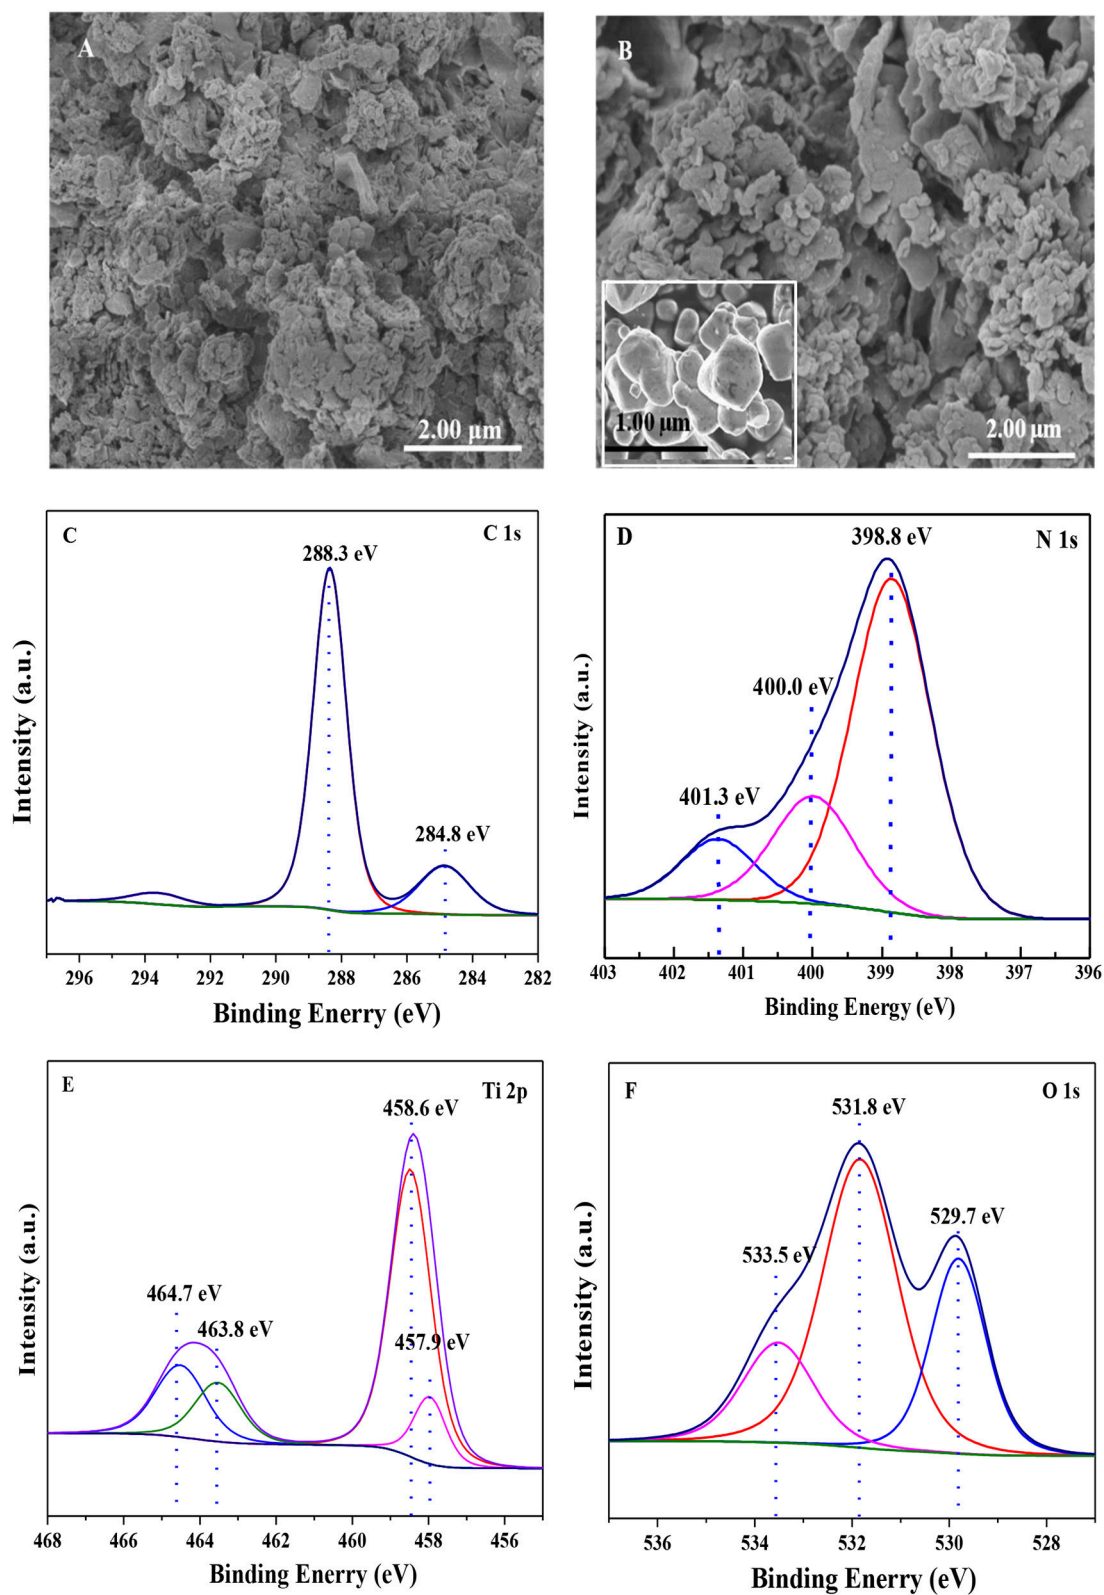 A
2.00 μm
B
1.00 μm
2.00 μm
C
C 1s
288.3 eV
284.8 eV
Intensity (a.u.)
296 294 292 290 288 286 284 282
Binding Enerry (eV)
D
398.8 eV
N 1s
400.0 eV
401.3 eV
Intensity (a.u.)
403 402 401 400 399 398 397 396
Binding Energy (eV)
E
Ti 2p
458.6 eV
464.7 eV
463.8 eV
457.9 eV
Intensity (a.u.)
468 466 464 462 460 458 456
Binding Enerry (eV)
F
O 1s
531.8 eV
529.7 eV
533.5 eV
Intensity (a.u.)
536 534 532 530 528
Binding Enerry (eV)